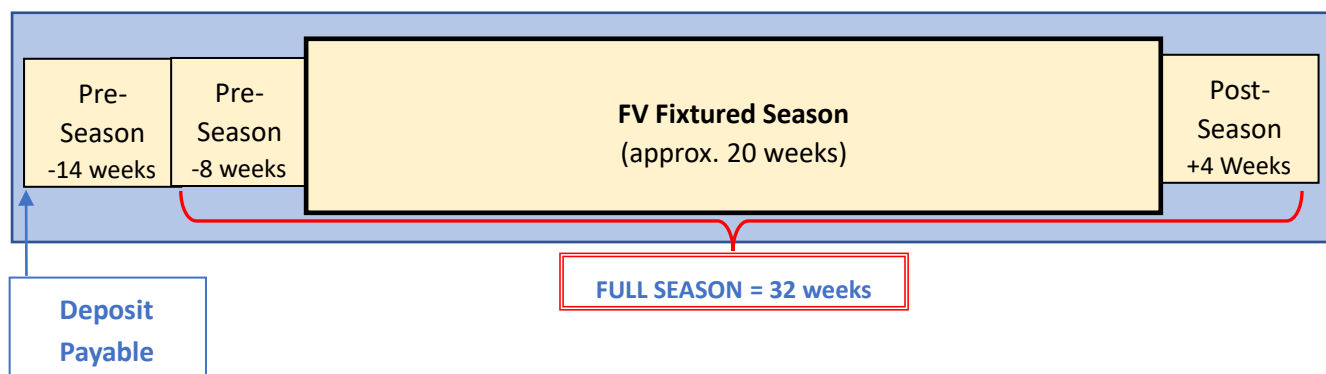 Pre-
Season
-14 weeks
Pre-
Season
-8 weeks
FV Fixtured Season
(approx. 20 weeks)
Post-
Season
+4 Weeks
FULL SEASON = 32 weeks
Deposit
Payable